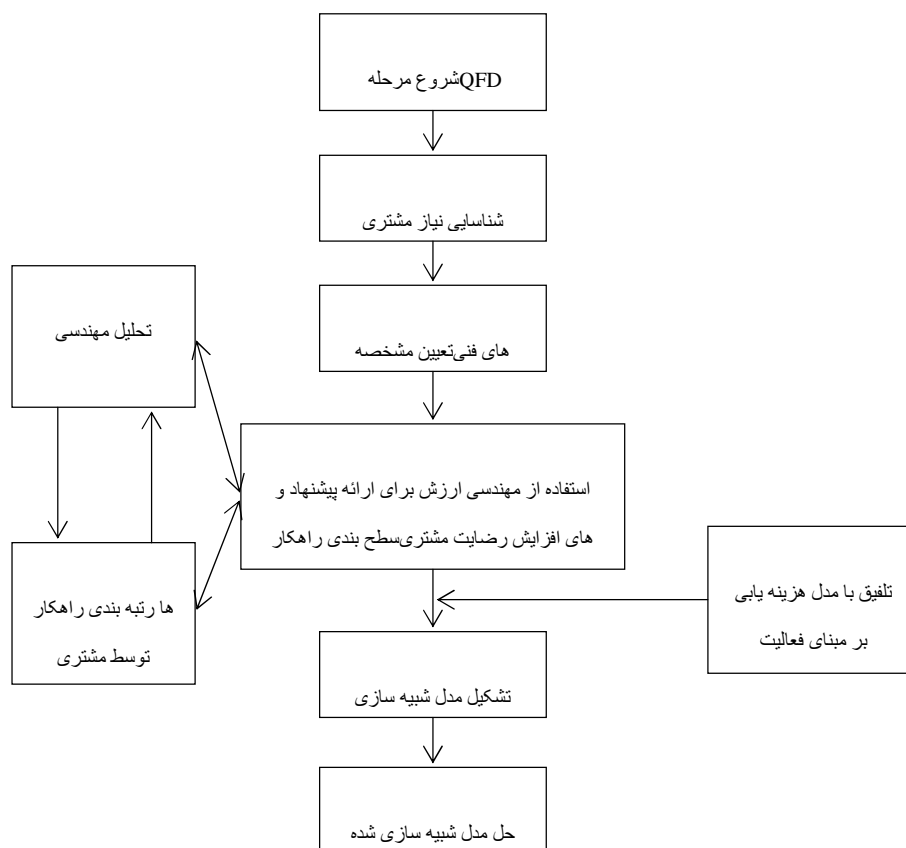 QFDشروع مرحله
شناسایی نیاز مشتری
تحلیل مهندسی
های فنی‌تعیین مشخصه
استفاده از مهندسی ارزش برای ارائه پیشنهاد و
های افزایش رضایت مشتری‌سطح بندی راهکار
ها رتبه بندی راهکار
توسط مشتری
تلفیق با مدل هزینه یابی
بر مبنای فعالیت
تشکیل مدل شبیه سازی
حل مدل شبیه سازی شده